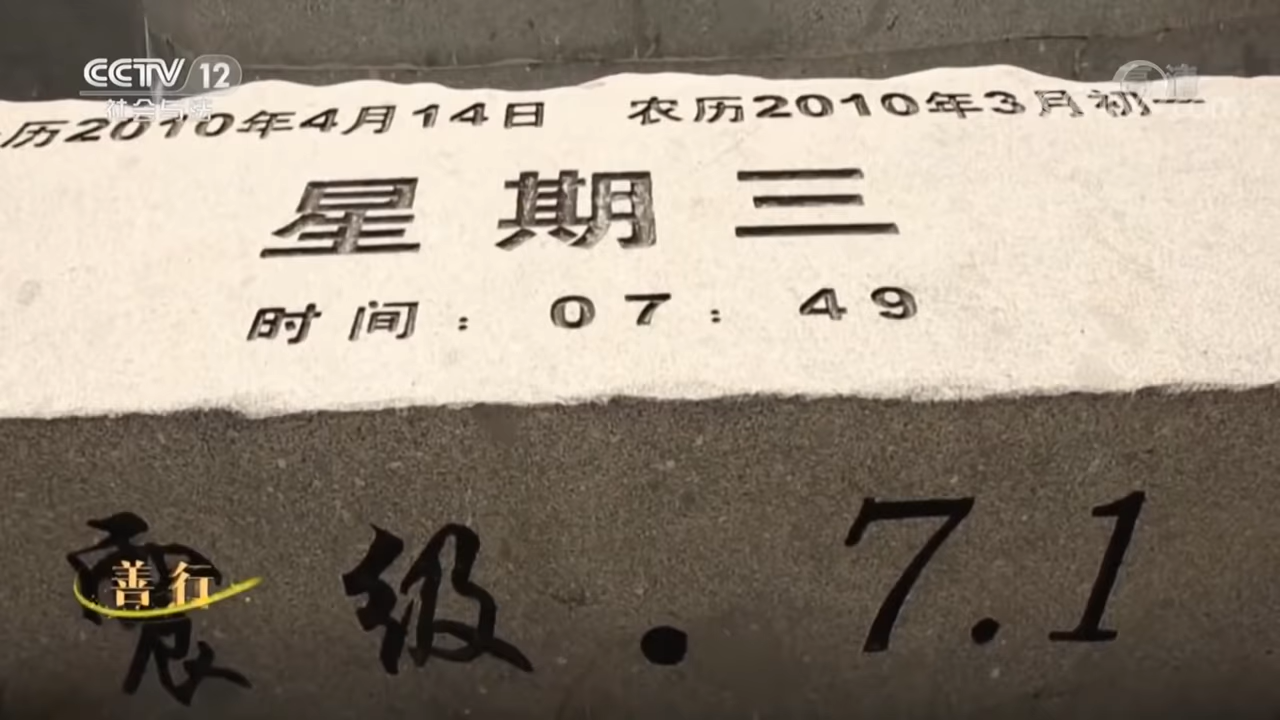 CCTV 12
社会与法
高清
历2010年4月14日 农历2010年3月初一
星期三
时间：07：49
震级.7.1
善行